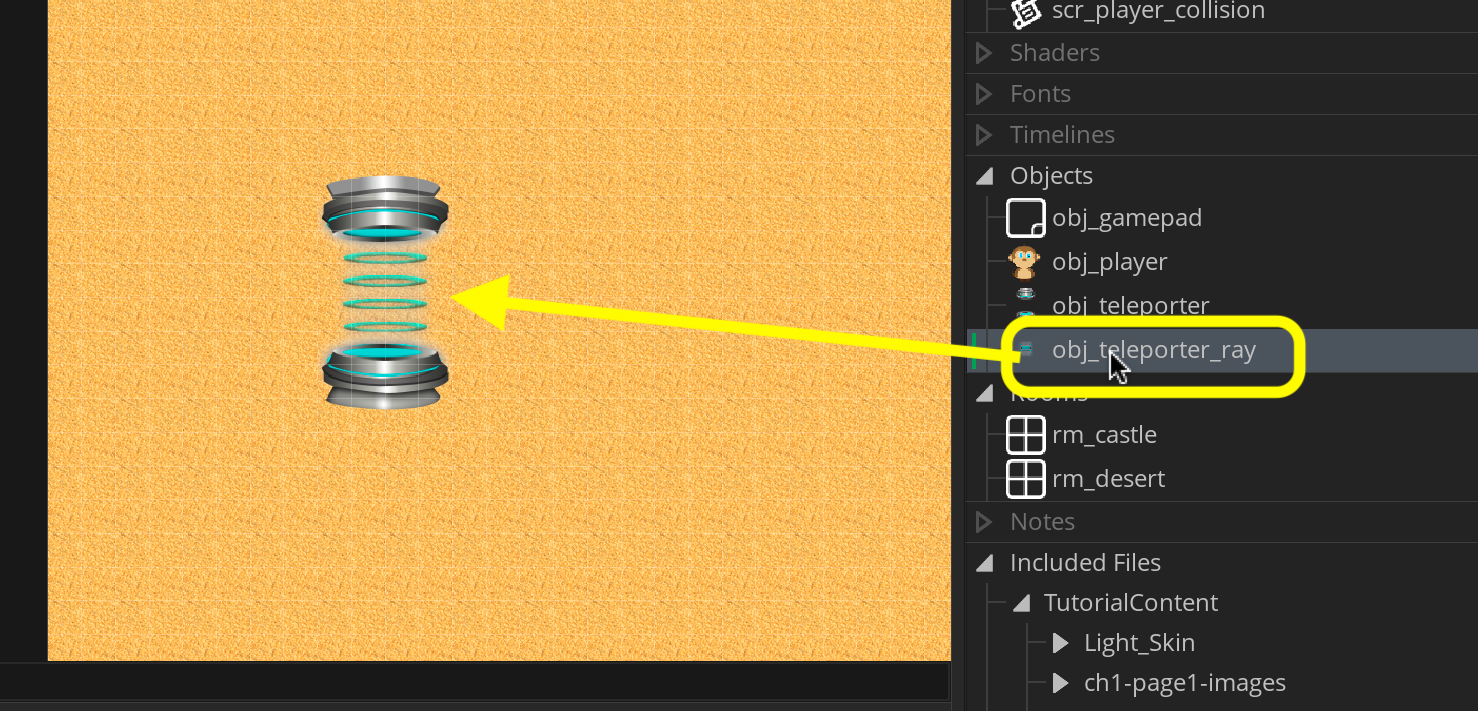 scr_player_collision
Shaders
Fonts
Timelines
Objects
obj_gamepad
obj_player
obj_teleporter
obj_teleporter_ray
Rooms
rm_castle
rm_desert
Notes
Included Files
TutorialContent
Light_Skin
ch1-page1-images